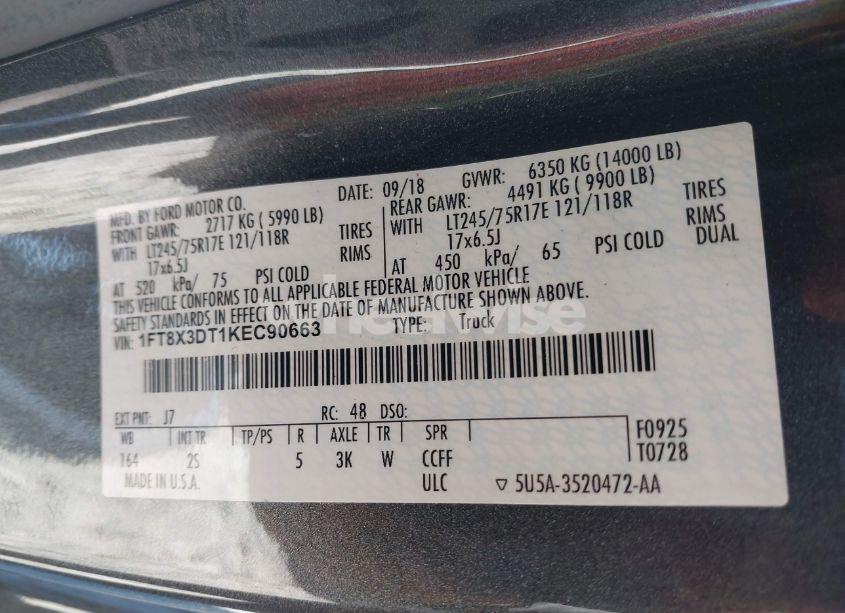 MFD. BY FORD MOTOR CO.
DATE: 09/18
GVWR: 6350 KG (14000 LB)
FRONT GAWR: 2717 KG ( 5990 LB)
REAR GAWR: 4491 KG ( 9900 LB)
WITH LT245/75R17E 121/118R TIRES
WITH LT245/75R17E 121/118R TIRES
17x6.5J RIMS
17x6.5J RIMS
AT 520 kPa/ 75 PSI COLD
AT 450 kPa/ 65 PSI COLD DUAL
THIS VEHICLE CONFORMS TO ALL APPLICABLE FEDERAL MOTOR VEHICLE
SAFETY STANDARDS IN EFFECT ON THE DATE OF MANUFACTURE SHOWN ABOVE.
VIN: 1FT8X3DT1KEC90663
TYPE: Truck
EXT PNT: J7 RC: 48 DSO:
WB INT TR TP/PS R AXLE TR SPR
164 2S 5 3K W CCFF
F0925
T0728
MADE IN U.S.A. ULC ▽ 5U5A-3520472-AA